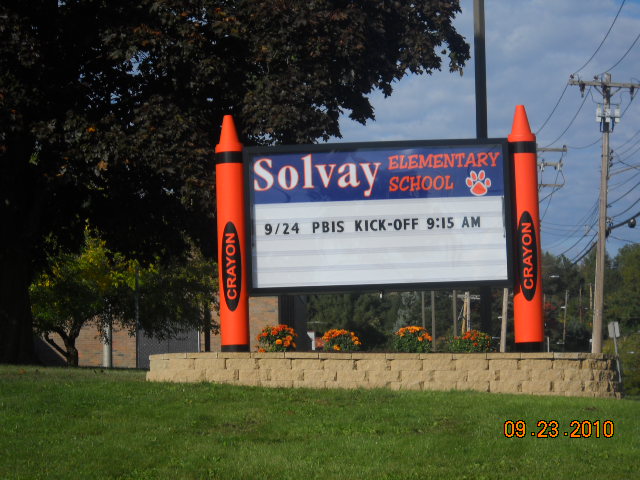 Solvay ELEMENTARY
SCHOOL
9/24 PBIS KICK-OFF 9:15 AM
CRAYON
CRAYON
09.23.2010